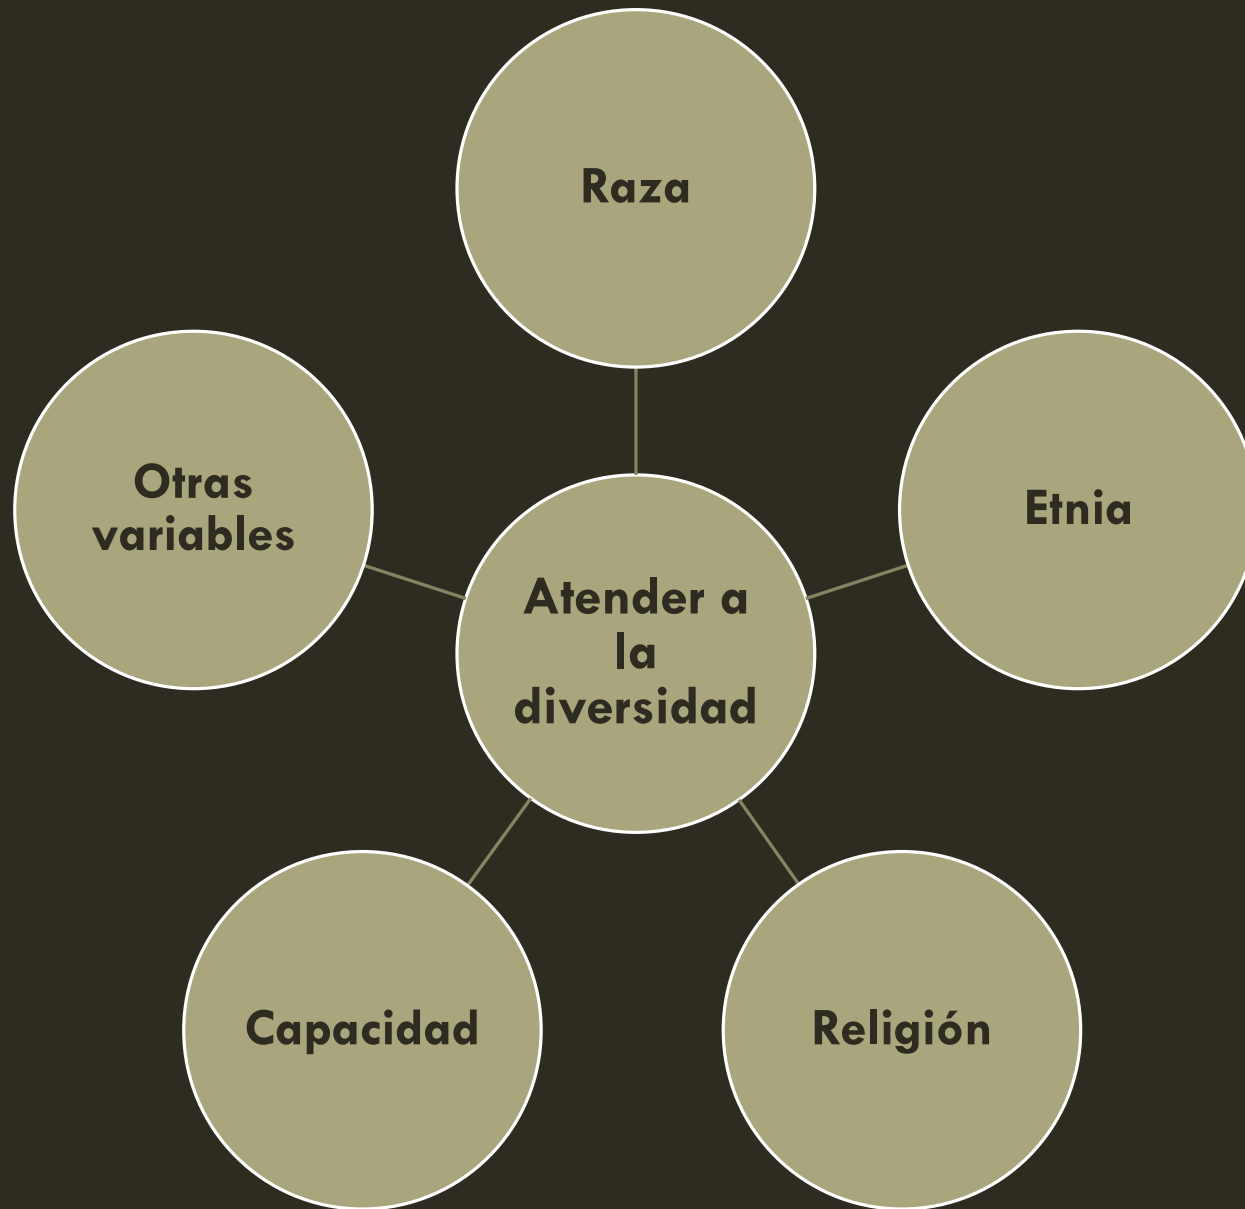 Raza
Otras
variables
Etnia
Atender a
la
diversidad
Capacidad
Religión